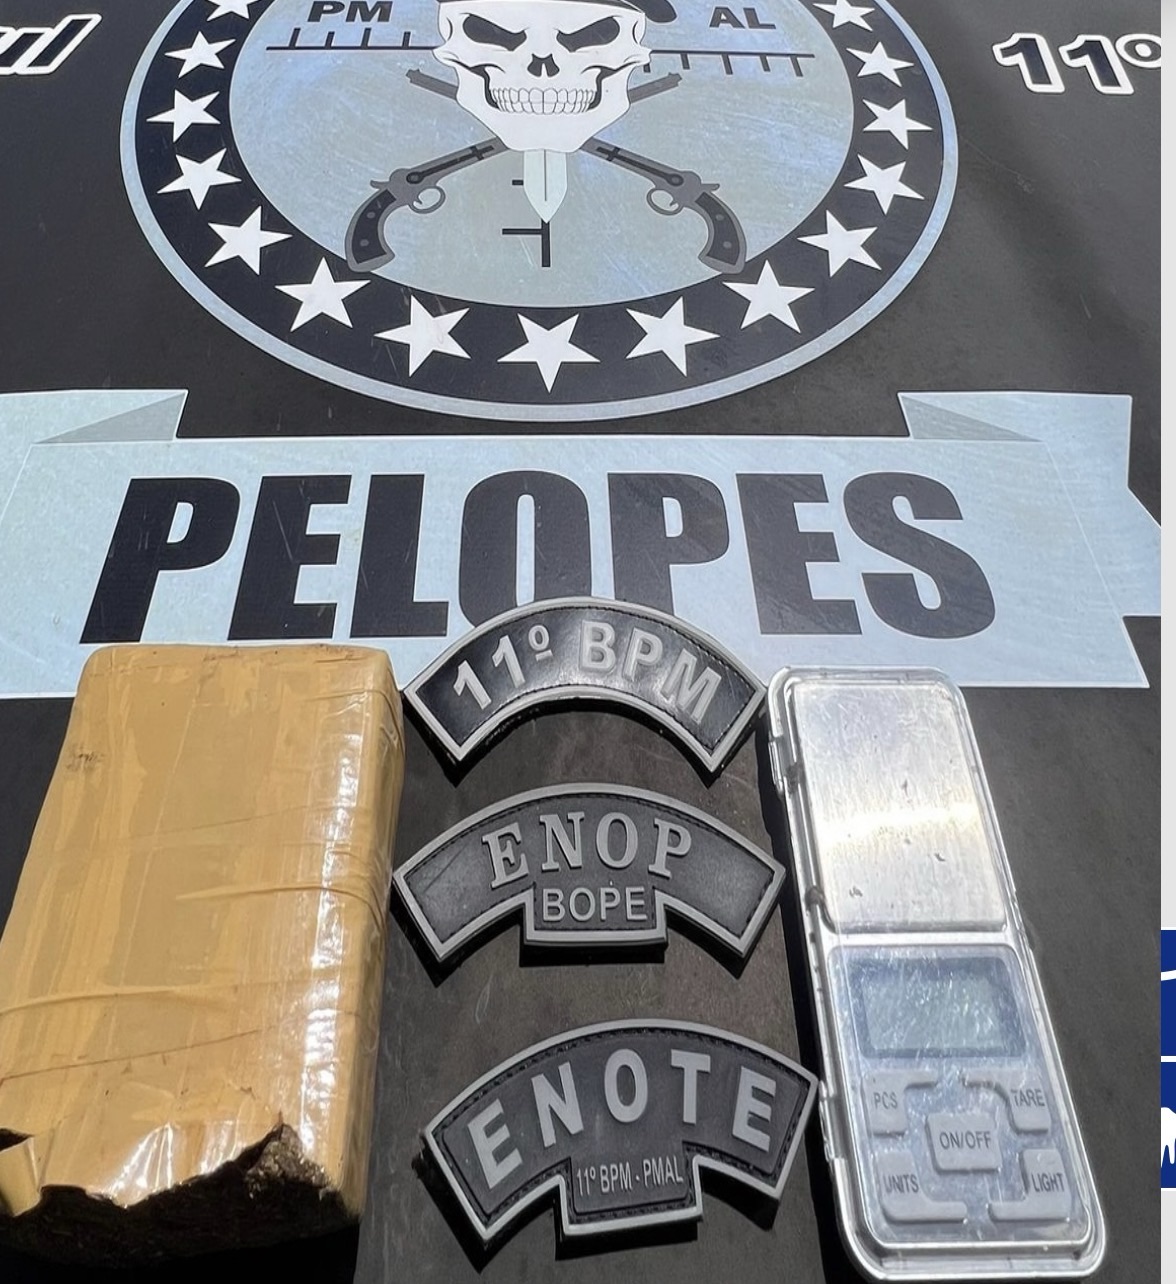 PM AL
11º
PELOPES
11º BPM
ENOP
BOPE
ENOTE
11º BPM - PMAL
PCS TARE
ON/OFF
UNITS LIGHT